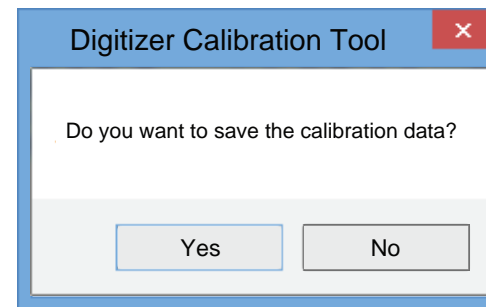 Digitizer Calibration Tool
Do you want to save the calibration data?
Yes
No